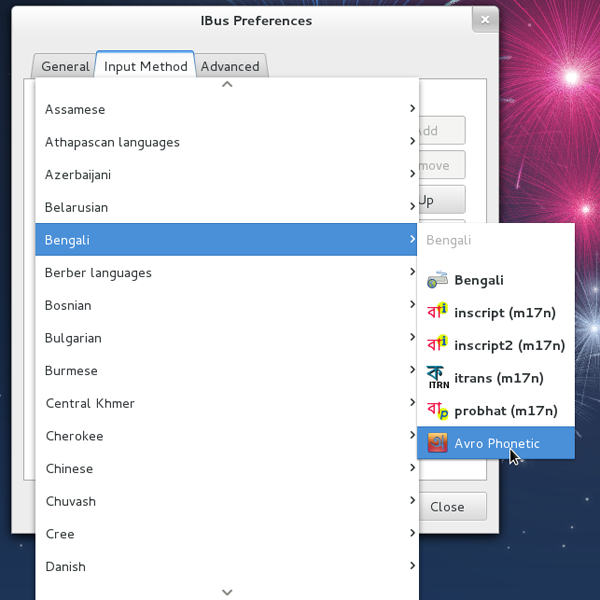 IBus Preferences
General
Input Method
Advanced
Assamese
Athapascan languages
Azerbaijani
Belarusian
Bengali
Berber languages
Bosnian
Bulgarian
Burmese
Central Khmer
Cherokee
Chinese
Chuvash
Cree
Danish
Up
Close
Bengali
Bengali
বাi inscript (m17n)
বাi inscript2 (m17n)
ক ITRN itrans (m17n)
বাp probhat (m17n)
Avro Phonetic